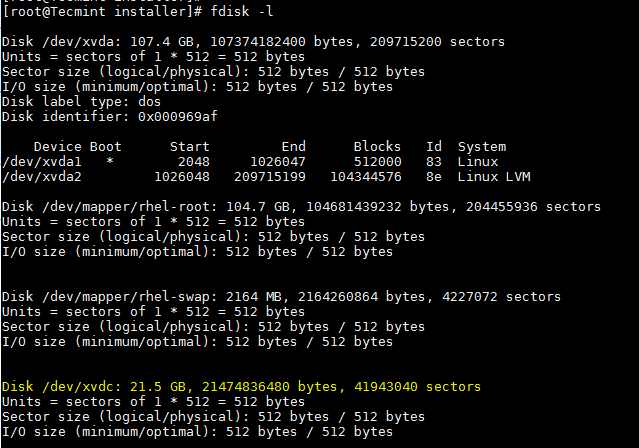 [root@Tecmint installer]#
[root@Tecmint installer]# fdisk -l
Disk /dev/xvda: 107.4 GB, 107374182400 bytes, 209715200 sectors
Units = sectors of 1 * 512 = 512 bytes
Sector size (logical/physical): 512 bytes / 512 bytes
I/O size (minimum/optimal): 512 bytes / 512 bytes
Disk label type: dos
Disk identifier: 0x000969af
Device Boot Start End Blocks Id System
/dev/xvda1 * 2048 1026047 512000 83 Linux
/dev/xvda2 1026048 209715199 104344576 8e Linux LVM
Disk /dev/mapper/rhel-root: 104.7 GB, 104681439232 bytes, 204455936 sectors
Units = sectors of 1 * 512 = 512 bytes
Sector size (logical/physical): 512 bytes / 512 bytes
I/O size (minimum/optimal): 512 bytes / 512 bytes
Disk /dev/mapper/rhel-swap: 2164 MB, 2164260864 bytes, 4227072 sectors
Units = sectors of 1 * 512 = 512 bytes
Sector size (logical/physical): 512 bytes / 512 bytes
I/O size (minimum/optimal): 512 bytes / 512 bytes
Disk /dev/xvdc: 21.5 GB, 21474836480 bytes, 41943040 sectors
Units = sectors of 1 * 512 = 512 bytes
Sector size (logical/physical): 512 bytes / 512 bytes
I/O size (minimum/optimal): 512 bytes / 512 bytes